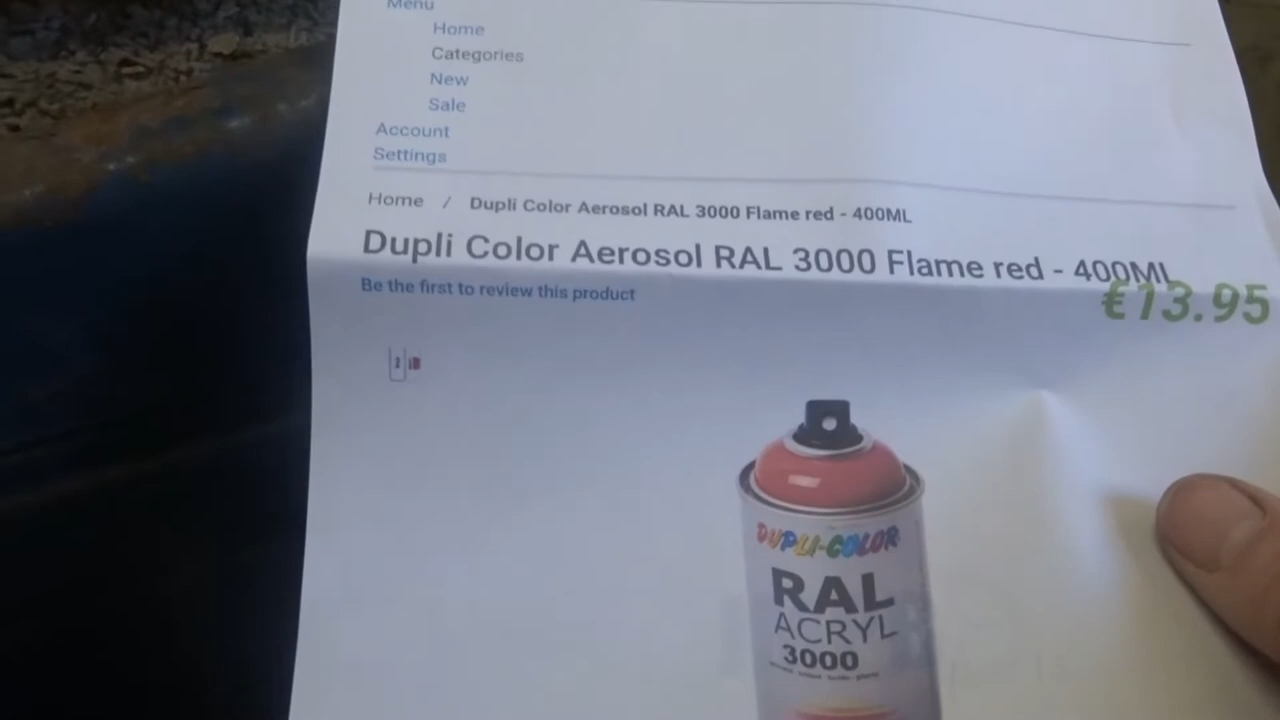 Menu
Home
Categories
New
Sale
Account
Settings
Home / Dupli Color Aerosol RAL 3000 Flame red - 400ML
Dupli Color Aerosol RAL 3000 Flame red - 400ML
€13.95
Be the first to review this product
DUPLI-COLOR
RAL
ACRYL
3000